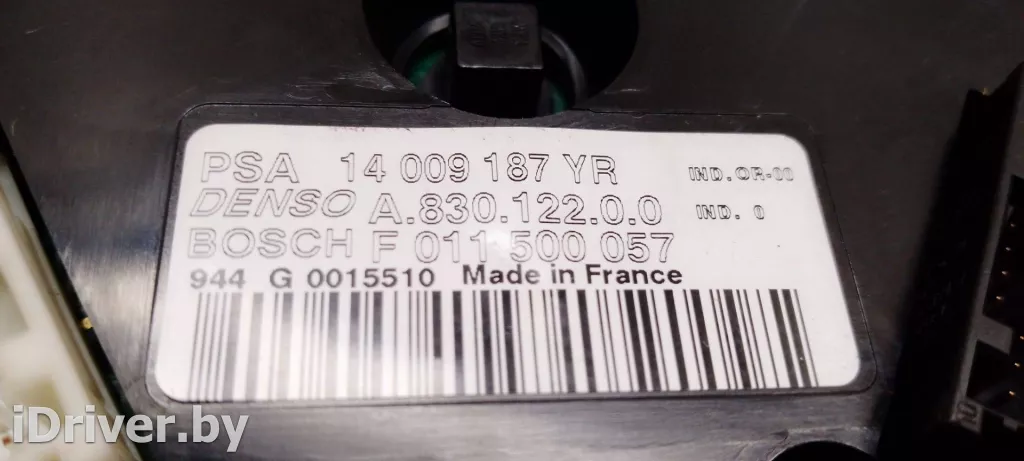 PSA 14 009 187 YR IND.OR-00
DENSO A.830.122.0.0 IND. 0
BOSCH F 011 500 057
944 G 0015510 Made in France
iDriver.by